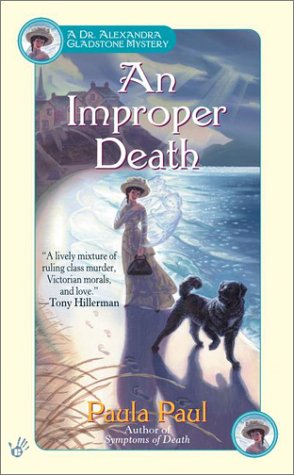 A DR. ALEXANDRA
GLADSTONE MYSTERY
An
Improper
Death
"A lively mixture of
ruling class murder,
Victorian morals,
and love."
—Tony Hillerman
Paula Paul
Author of
Symptoms of Death